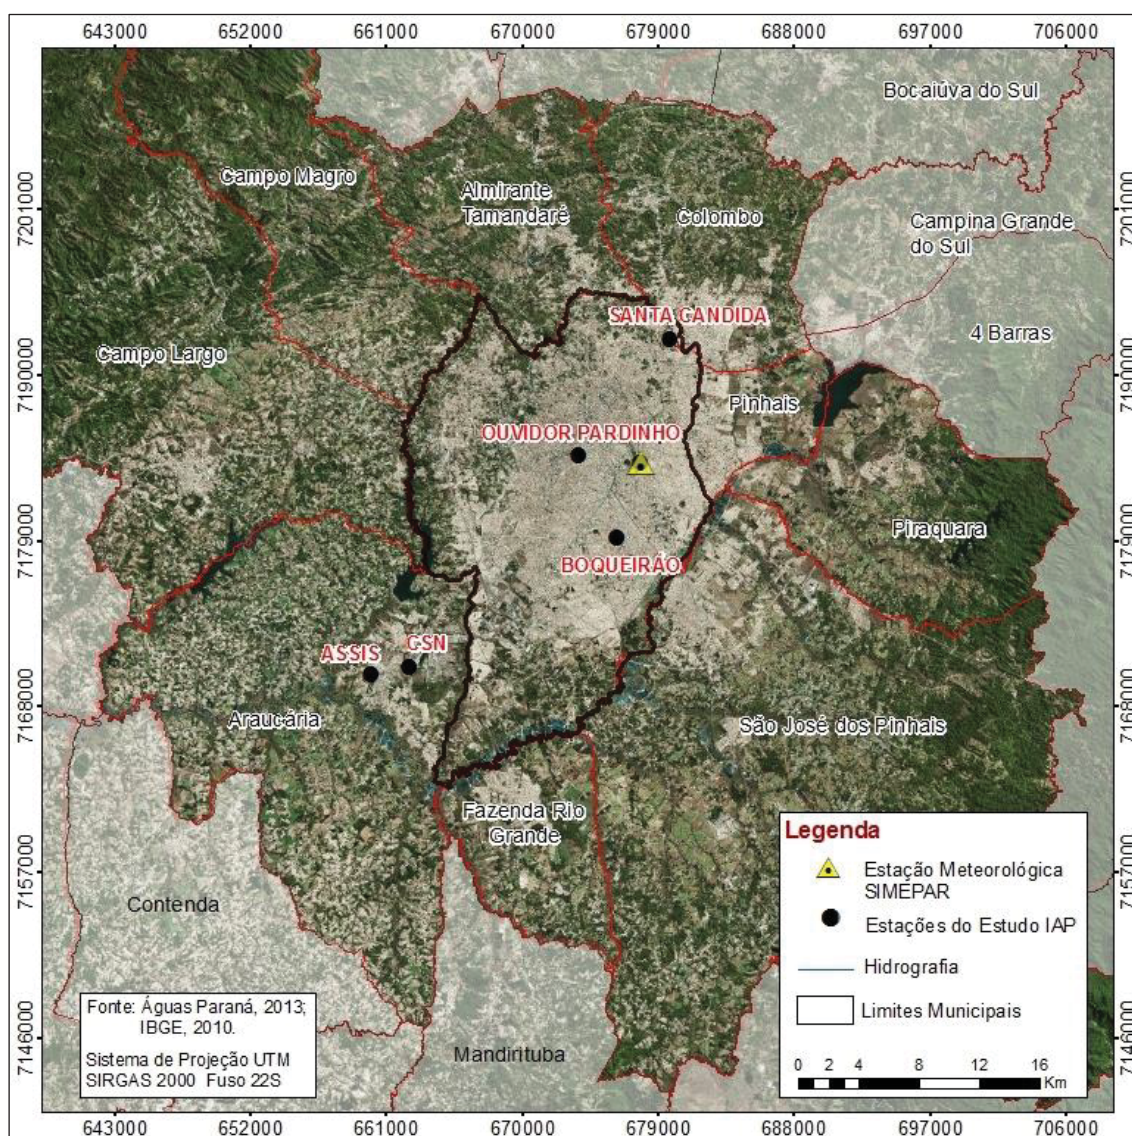 643000 652000 661000 670000 679000 688000 697000 706000
Bocaiúva do Sul
Campo Magro
Almirante
Tamandaré
Colombo
7201000
7201000
Campina Grande
do Sul
SANTA CANDIDA
4 Barras
Campo Largo
7190000
7190000
Pinhais
OUVIDOR PARDINHO
Piraquara
7179000
7179000
BOQUEIRÃO
ASSIS
CSN
7168000
7168000
Araucária
São José dos Pinhais
Fazenda Rio
Grande
7157000
7157000
Contenda
Legenda
Estação Meteorológica
SIMEPAR
Estações do Estudo IAP
Hidrografia
Limites Municipais
0 2 4 8 12 16
Km
Fonte: Águas Paraná, 2013;
IBGE, 2010.
Sistema de Projeção UTM
SIRGAS 2000 Fuso 22S
7146000
7146000
Mandirituba
643000 652000 661000 670000 679000 688000 697000 706000